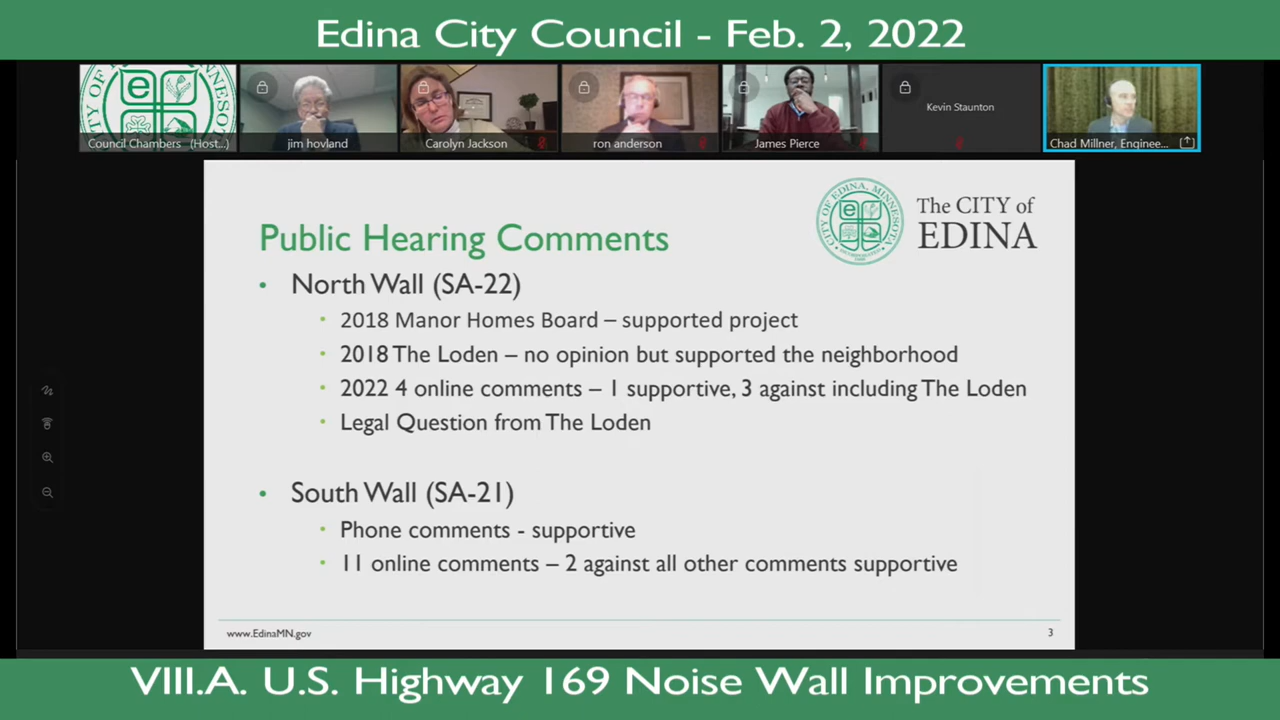 Edina City Council - Feb. 2, 2022
Council Chambers (Host...)
jim hovland
Carolyn Jackson
ron anderson
James Pierce
Kevin Staunton
Chad Millner, Enginee...
The CITY of
EDINA
Public Hearing Comments
• North Wall (SA-22)
• 2018 Manor Homes Board – supported project
• 2018 The Loden – no opinion but supported the neighborhood
• 2022 4 online comments – 1 supportive, 3 against including The Loden
• Legal Question from The Loden
• South Wall (SA-21)
• Phone comments - supportive
• 11 online comments – 2 against all other comments supportive
www.EdinaMN.gov
3
VIII.A. U.S. Highway 169 Noise Wall Improvements